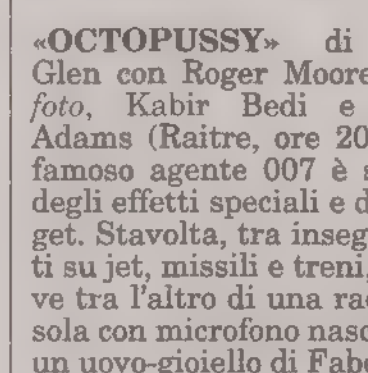 «OCTOPUSSY» di
Glen con Roger Moore
foto, Kabir Bedi e
Adams (Raitre, ore 20
famoso agente 007 è s
degli effetti speciali e d
get. Stavolta, tra inseg
ti su jet, missili e treni,
ve tra l'altro di una ra
sola con microfono nasc
un uovo-gioiello di Fabe